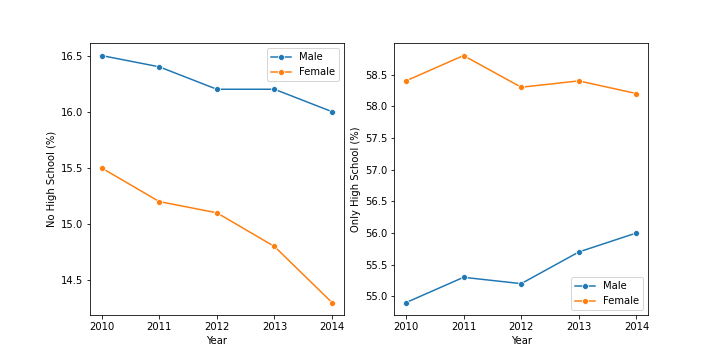 No High School (%)
16.5
16.0
15.5
15.0
14.5
2010 2011 2012 2013 2014
Year
Male
Female
Only High School (%)
58.5
58.0
57.5
57.0
56.5
56.0
55.5
55.0
2010 2011 2012 2013 2014
Year
Male
Female